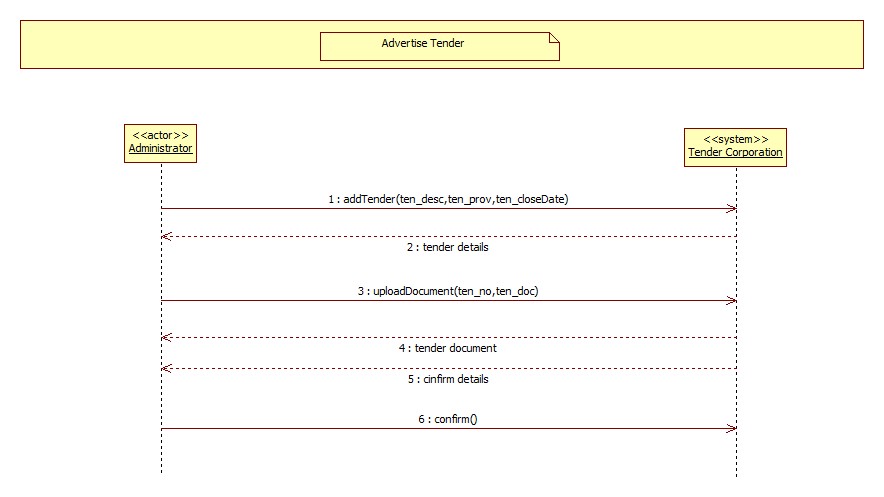 Advertise Tender
<<actor>>
Administrator
<<system>>
Tender Corporation
1 : addTender(ten_desc,ten_prov,ten_closeDate)
2 : tender details
3 : uploadDocument(ten_no,ten_doc)
4 : tender document
5 : cinfirm details
6 : confirm()